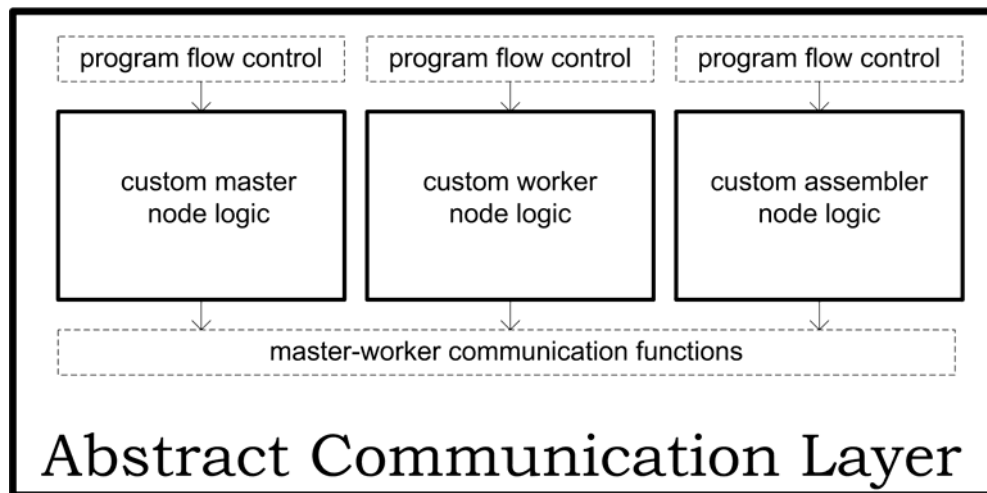 program flow control
program flow control
program flow control
custom master
node logic
custom worker
node logic
custom assembler
node logic
master-worker communication functions
Abstract Communication Layer